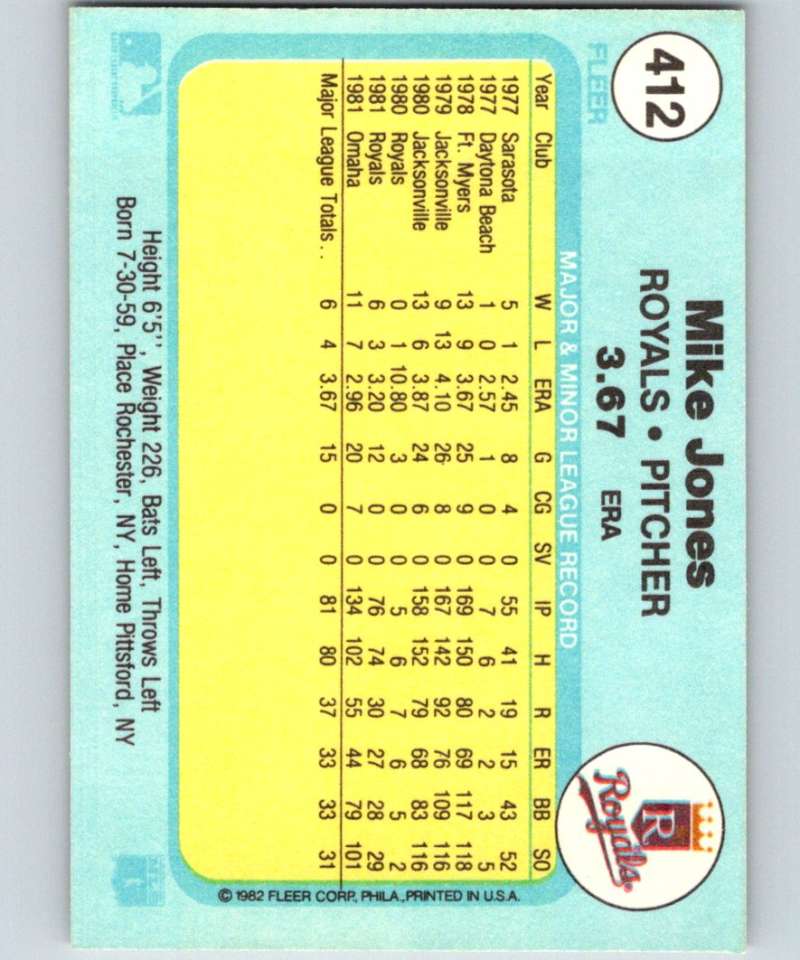 412
FLEER
Mike Jones
ROYALS • PITCHER
3.67 ERA
R
Royals
MAJOR & MINOR LEAGUE RECORD
Year Club W L ERA G CG SV IP H R ER BB SO
1977 Sarasota 5 1 2.45 8 4 0 55 41 19 15 43 52
1977 Daytona Beach 1 0 2.57 1 0 0 7 6 2 2 3 5
1978 Ft. Myers 13 9 3.67 25 9 0 169 150 80 69 117 118
1979 Jacksonville 9 13 4.10 26 8 0 167 142 92 76 109 116
1980 Jacksonville 13 6 3.87 24 6 0 158 152 79 68 83 116
1980 Royals 0 1 10.80 3 0 0 5 6 7 6 5 2
1981 Royals 6 3 3.20 12 0 0 76 74 30 27 28 29
1981 Omaha 11 7 2.96 20 7 0 134 102 55 44 79 101
Major League Totals . . 6 4 3.67 15 0 0 81 80 37 33 33 31
© 1982 FLEER CORP., PHILA., PRINTED IN U.S.A.
Height 6'5'', Weight 226, Bats Left, Throws Left
Born 7-30-59, Place Rochester, NY, Home Pittsford, NY